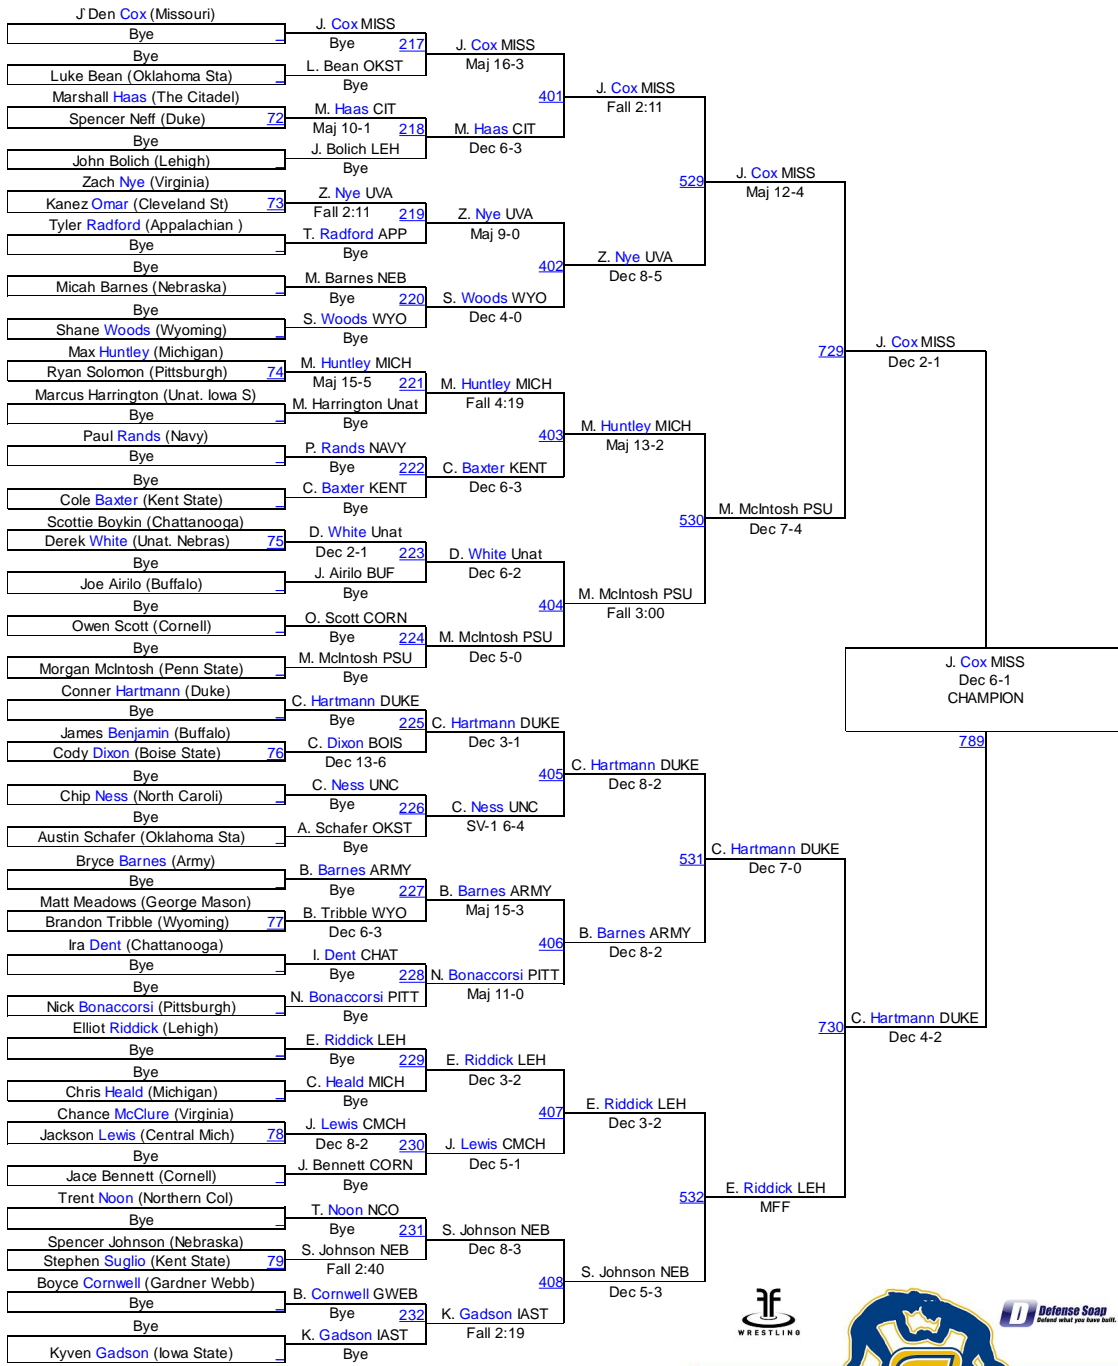 J'Den Cox (Missouri)
Bye
Bye
Luke Bean (Oklahoma Sta)
Marshall Haas (The Citadel)
Spencer Neff (Duke) 72
Bye
John Bolich (Lehigh)
Zach Nye (Virginia)
Kanez Omar (Cleveland St) 73
Tyler Radford (Appalachian )
Bye
Bye
Micah Barnes (Nebraska)
Bye
Shane Woods (Wyoming)
Max Huntley (Michigan)
Ryan Solomon (Pittsburgh) 74
Marcus Harrington (Unat. Iowa S)
Bye
Paul Rands (Navy)
Bye
Bye
Cole Baxter (Kent State)
Scottie Boykin (Chattanooga)
Derek White (Unat. Nebras) 75
Bye
Joe Airilo (Buffalo)
Bye
Owen Scott (Cornell)
Bye
Morgan McIntosh (Penn State)
Conner Hartmann (Duke)
Bye
James Benjamin (Buffalo)
Cody Dixon (Boise State) 76
Bye
Chip Ness (North Caroli)
Bye
Austin Schafer (Oklahoma Sta)
Bryce Barnes (Army)
Bye
Matt Meadows (George Mason)
Brandon Tribble (Wyoming) 77
Ira Dent (Chattanooga)
Bye
Bye
Nick Bonaccorsi (Pittsburgh)
Elliot Riddick (Lehigh)
Bye
Bye
Chris Heald (Michigan)
Chance McClure (Virginia)
Jackson Lewis (Central Mich) 78
Bye
Jace Bennett (Cornell)
Trent Noon (Northern Col)
Bye
Spencer Johnson (Nebraska)
Stephen Suglio (Kent State) 79
Boyce Cornwell (Gardner Webb)
Bye
Bye
Kyven Gadson (Iowa State)
J. Cox MISS
Bye 217
L. Bean OKST
Bye
M. Haas CIT
Maj 10-1 218
J. Bolich LEH
Bye
Z. Nye UVA
Fall 2:11 219
T. Radford APP
Bye
M. Barnes NEB
Bye 220
S. Woods WYO
Bye
M. Huntley MICH
Maj 15-5 221
M. Harrington Unat
Bye
P. Rands NAVY
Bye 222
C. Baxter KENT
Bye
D. White Unat
Dec 2-1 223
J. Airilo BUF
Bye
O. Scott CORN
Bye 224
M. McIntosh PSU
Bye
C. Hartmann DUKE
Bye 225
C. Dixon BOIS
Dec 13-6
C. Ness UNC
Bye 226
A. Schafer OKST
Bye
B. Barnes ARMY
Bye 227
B. Tribble WYO
Dec 6-3
I. Dent CHAT
Bye 228
N. Bonaccorsi PITT
Bye
E. Riddick LEH
Bye 229
C. Heald MICH
Bye
J. Lewis CMCH
Dec 8-2 230
J. Bennett CORN
Bye
T. Noon NCO
Bye 231
S. Johnson NEB
Fall 2:40
B. Cornwell GWEB
Bye 232
K. Gadson IAST
Bye
J. Cox MISS
Maj 16-3
401
M. Haas CIT
Dec 6-3
Z. Nye UVA
Maj 9-0
402
S. Woods WYO
Dec 4-0
M. Huntley MICH
Fall 4:19
403
C. Baxter KENT
Dec 6-3
D. White Unat
Dec 6-2
404
M. McIntosh PSU
Dec 5-0
C. Hartmann DUKE
Dec 3-1
405
C. Ness UNC
SV-1 6-4
B. Barnes ARMY
Maj 15-3
406
N. Bonaccorsi PITT
Maj 11-0
E. Riddick LEH
Dec 3-2
407
J. Lewis CMCH
Dec 5-1
S. Johnson NEB
Dec 8-3
408
K. Gadson IAST
Fall 2:19
J. Cox MISS
Fall 2:11
529
Z. Nye UVA
Dec 8-5
M. Huntley MICH
Maj 13-2
530
M. McIntosh PSU
Fall 3:00
C. Hartmann DUKE
Dec 8-2
531
B. Barnes ARMY
Dec 8-2
E. Riddick LEH
Dec 3-2
532
S. Johnson NEB
Dec 5-3
J. Cox MISS
Maj 12-4
729
M. McIntosh PSU
Dec 7-4
C. Hartmann DUKE
Dec 7-0
730
E. Riddick LEH
MFF
J. Cox MISS
Dec 2-1
J. Cox MISS
Dec 6-1
CHAMPION
789
C. Hartmann DUKE
Dec 4-2
WRESTLING
Defense Soap
Defend what you have built.